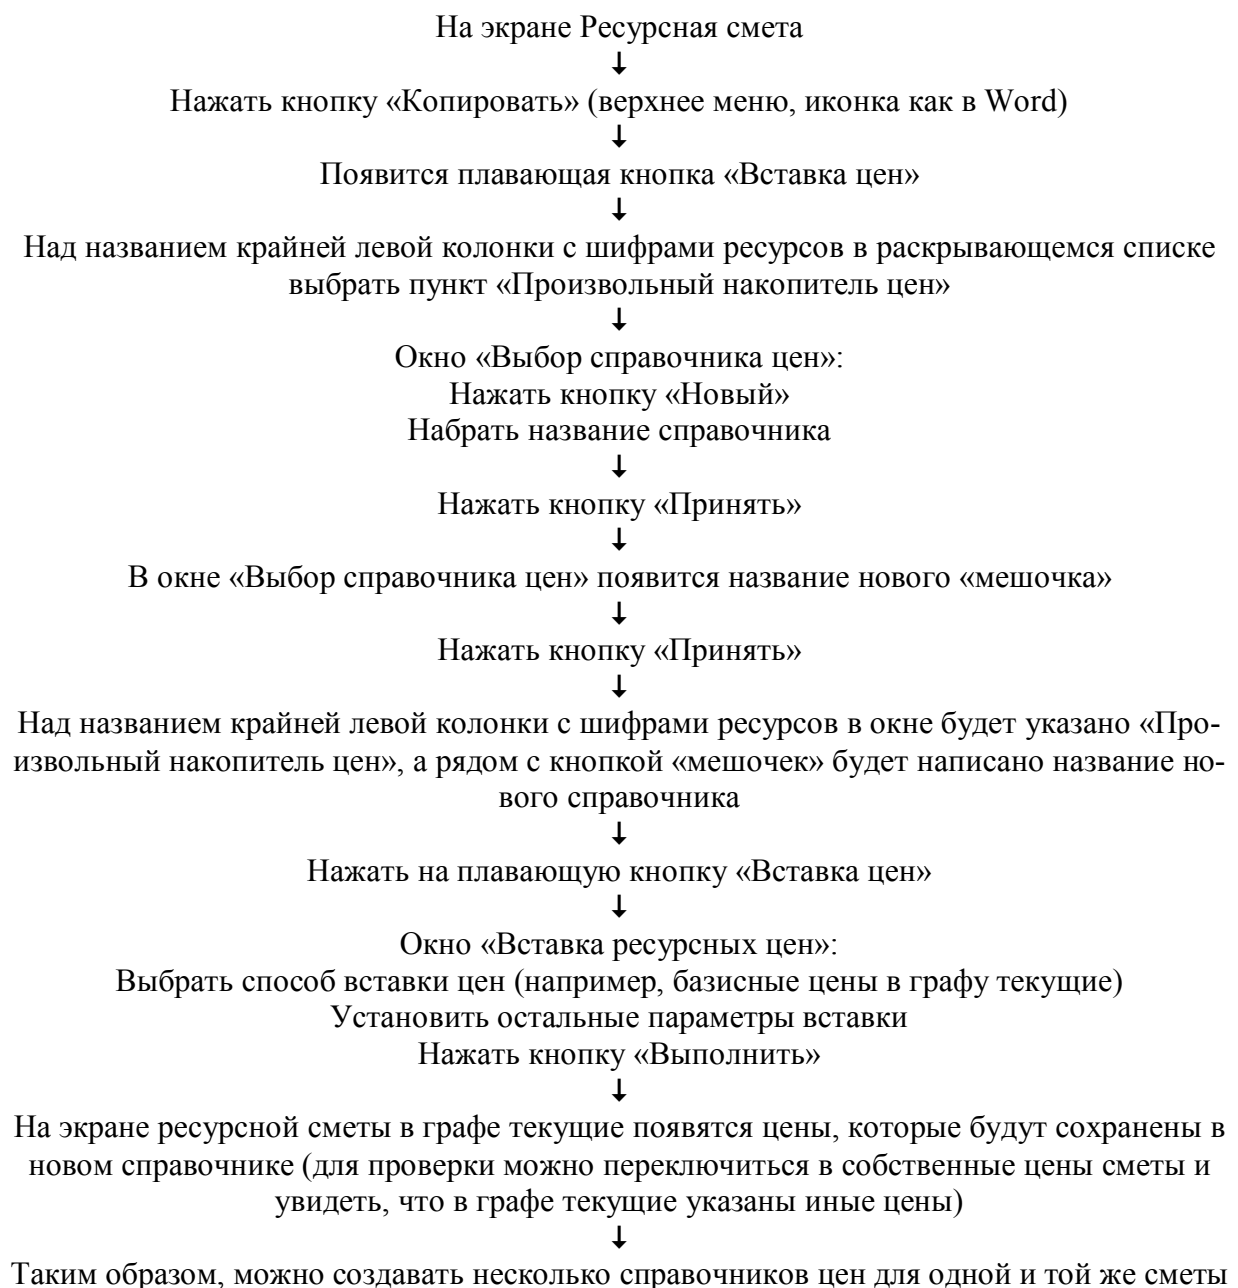 На экране Ресурсная смета
↓
Нажать кнопку «Копировать» (верхнее меню, иконка как в Word)
↓
Появится плавающая кнопка «Вставка цен»
↓
Над названием крайней левой колонки с шифрами ресурсов в раскрывающемся списке
выбрать пункт «Произвольный накопитель цен»
↓
Окно «Выбор справочника цен»:
Нажать кнопку «Новый»
Набрать название справочника
↓
Нажать кнопку «Принять»
↓
В окне «Выбор справочника цен» появится название нового «мешочка»
↓
Нажать кнопку «Принять»
↓
Над названием крайней левой колонки с шифрами ресурсов в окне будет указано «Про-
извольный накопитель цен», а рядом с кнопкой «мешочек» будет написано название но-
вого справочника
↓
Нажать на плавающую кнопку «Вставка цен»
↓
Окно «Вставка ресурсных цен»:
Выбрать способ вставки цен (например, базисные цены в графу текущие)
Установить остальные параметры вставки
Нажать кнопку «Выполнить»
↓
На экране ресурсной сметы в графе текущие появятся цены, которые будут сохранены в
новом справочнике (для проверки можно переключиться в собственные цены сметы и
увидеть, что в графе текущие указаны иные цены)
↓
Таким образом, можно создавать несколько справочников цен для одной и той же сметы